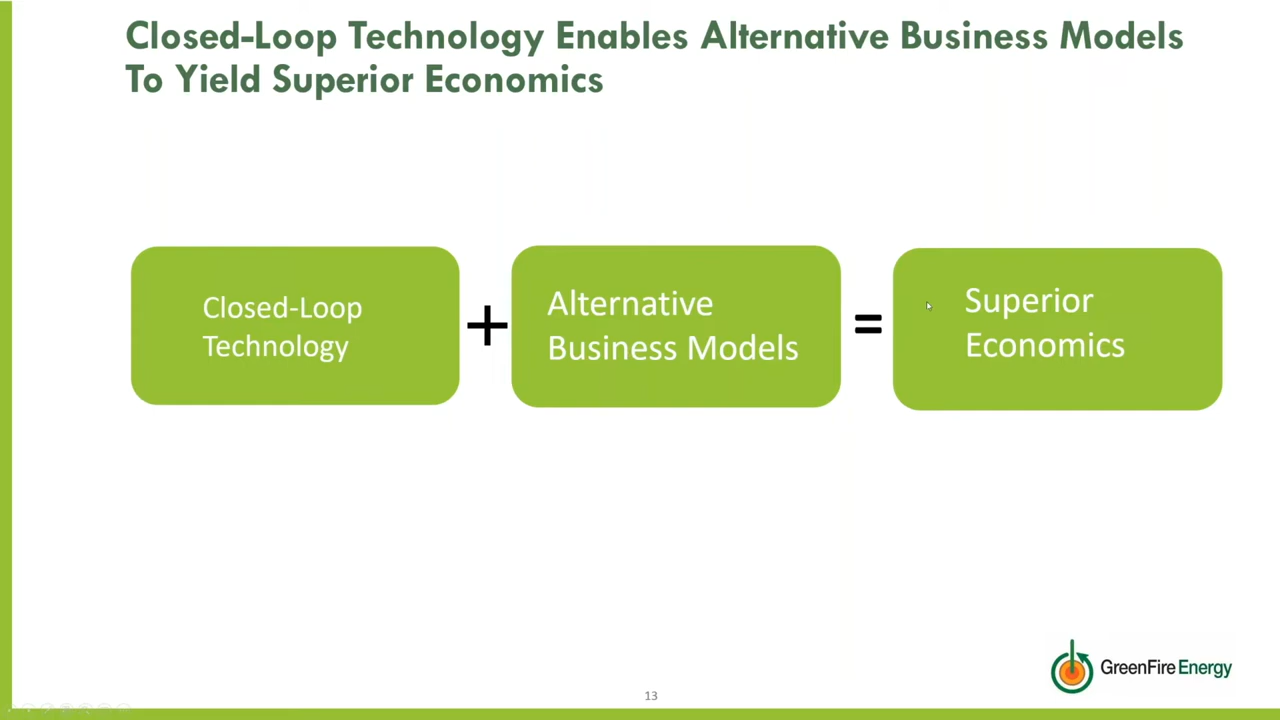 Closed-Loop Technology Enables Alternative Business Models
To Yield Superior Economics
Closed-Loop
Technology
+
Alternative
Business Models
=
Superior
Economics
GreenFire Energy
13